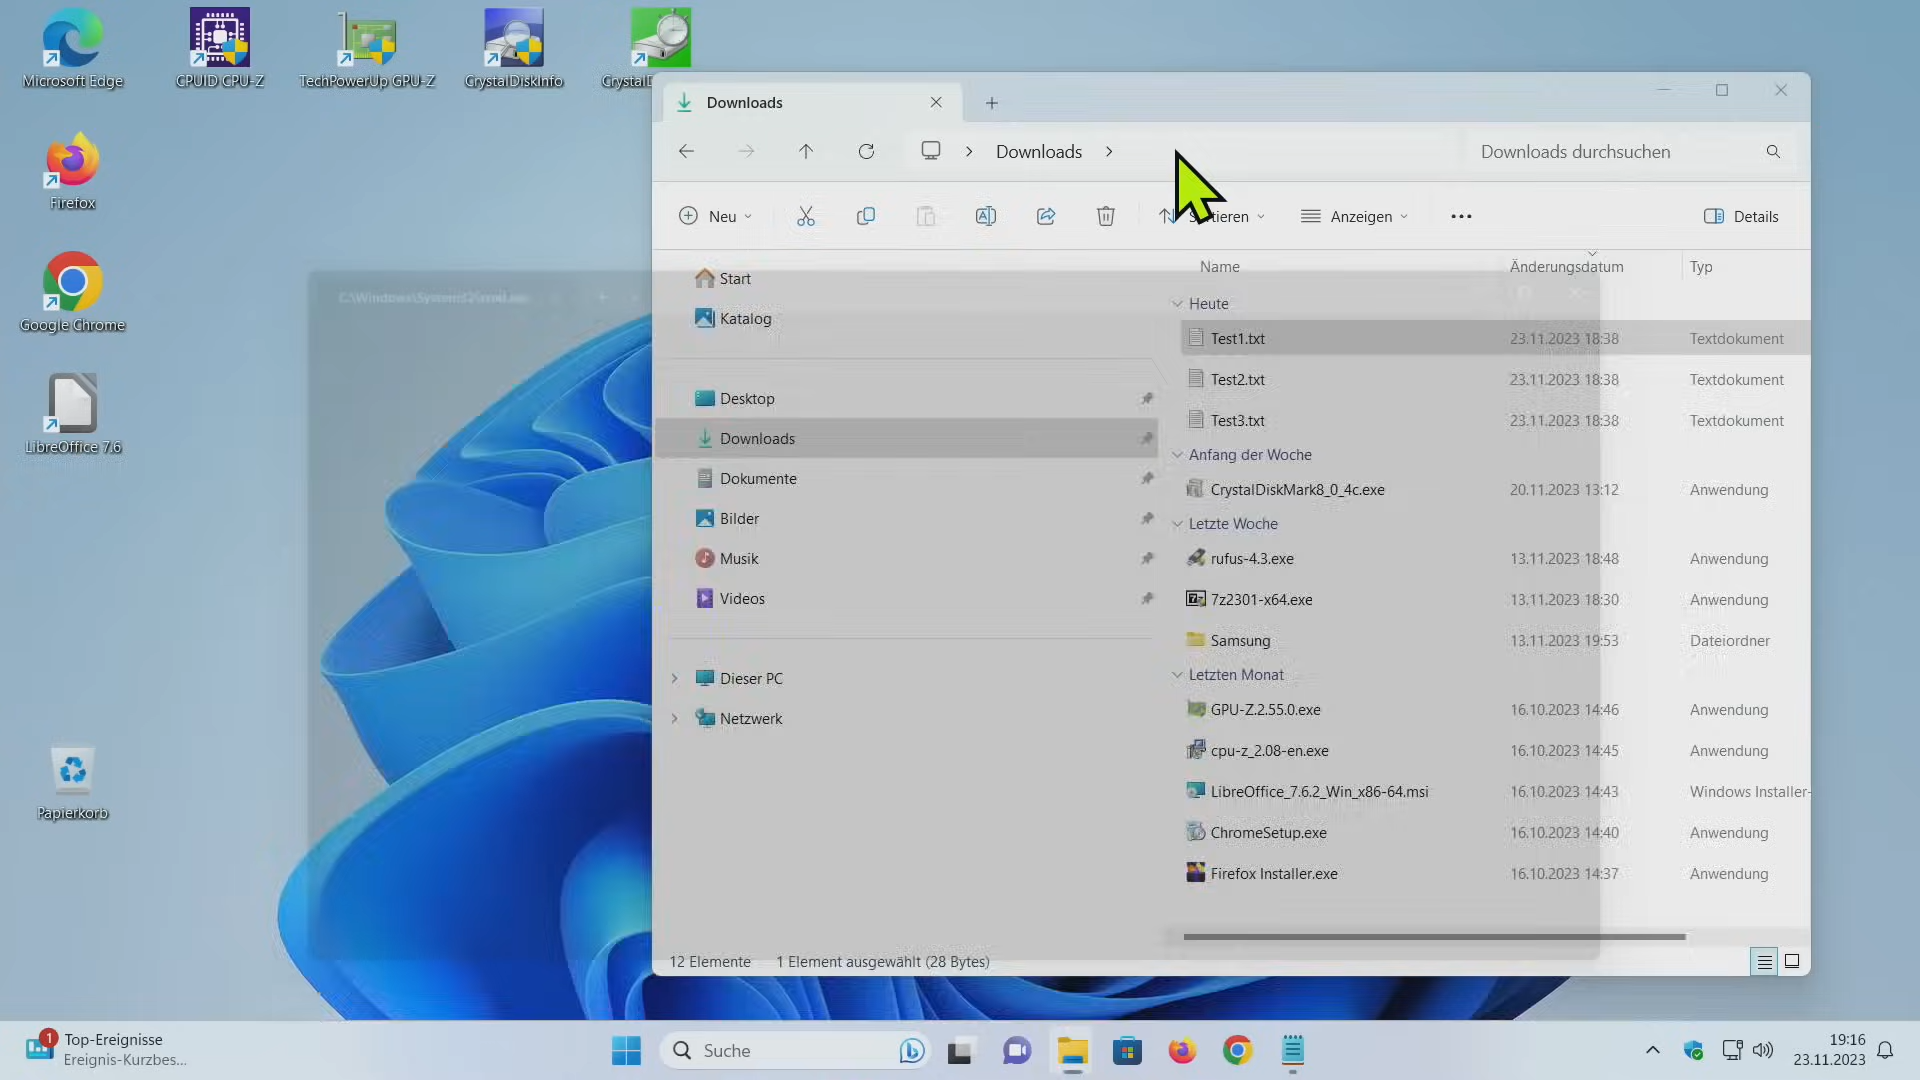 Microsoft Edge
CPUID CPU-Z
TechPowerUp GPU-Z
CrystalDiskInfo
CrystalD
Firefox
Google Chrome
LibreOffice 7.6
Papierkorb
Downloads
Downloads
Downloads durchsuchen
Neu
Sortieren
Anzeigen
Details
Start
Katalog
Desktop
Downloads
Dokumente
Bilder
Musik
Videos
Dieser PC
Netzwerk
Name Änderungsdatum Typ
Heute
Test1.txt 23.11.2023 18:38 Textdokument
Test2.txt 23.11.2023 18:38 Textdokument
Test3.txt 23.11.2023 18:38 Textdokument
Anfang der Woche
CrystalDiskMark8_0_4c.exe 20.11.2023 13:12 Anwendung
Letzte Woche
rufus-4.3.exe 13.11.2023 18:48 Anwendung
7z2301-x64.exe 13.11.2023 18:30 Anwendung
Samsung 13.11.2023 19:53 Dateiordner
Letzten Monat
GPU-Z.2.55.0.exe 16.10.2023 14:46 Anwendung
cpu-z_2.08-en.exe 16.10.2023 14:45 Anwendung
LibreOffice_7.6.2_Win_x86-64.msi 16.10.2023 14:43 Windows Installer-
ChromeSetup.exe 16.10.2023 14:40 Anwendung
Firefox Installer.exe 16.10.2023 14:37 Anwendung
12 Elemente 1 Element ausgewählt (28 Bytes)
C:\Windows\System32\cmd.exe
1
Top-Ereignisse
Ereignis-Kurzbes...
Suche
19:16
23.11.2023